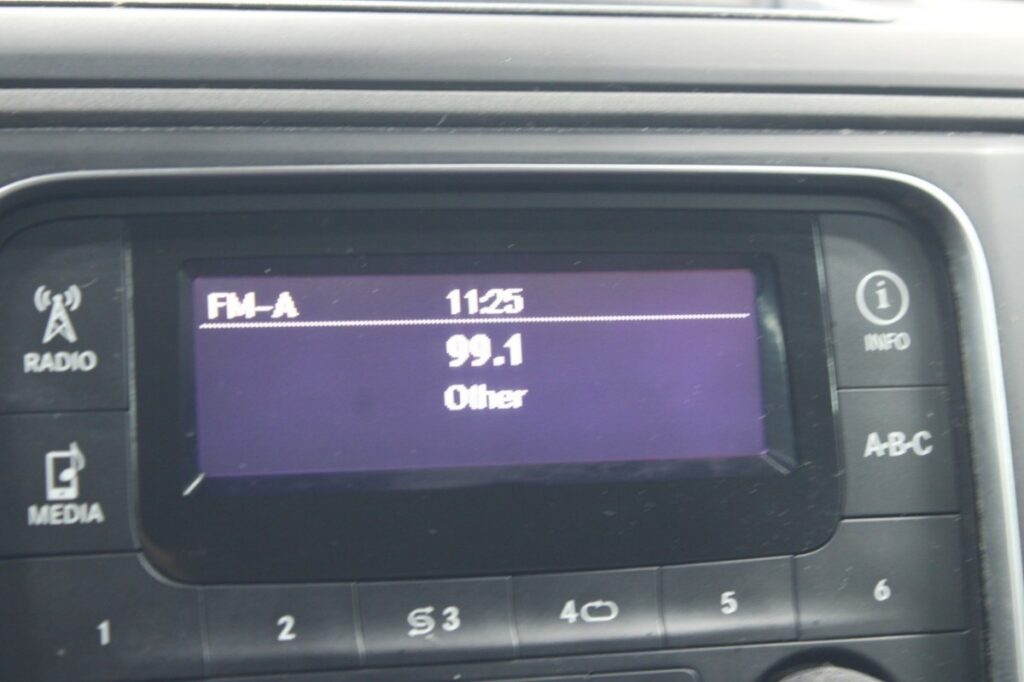 FM-A 11:25
99.1
Other
RADIO
MEDIA
INFO
A-B-C
1 2 3 4 5 6